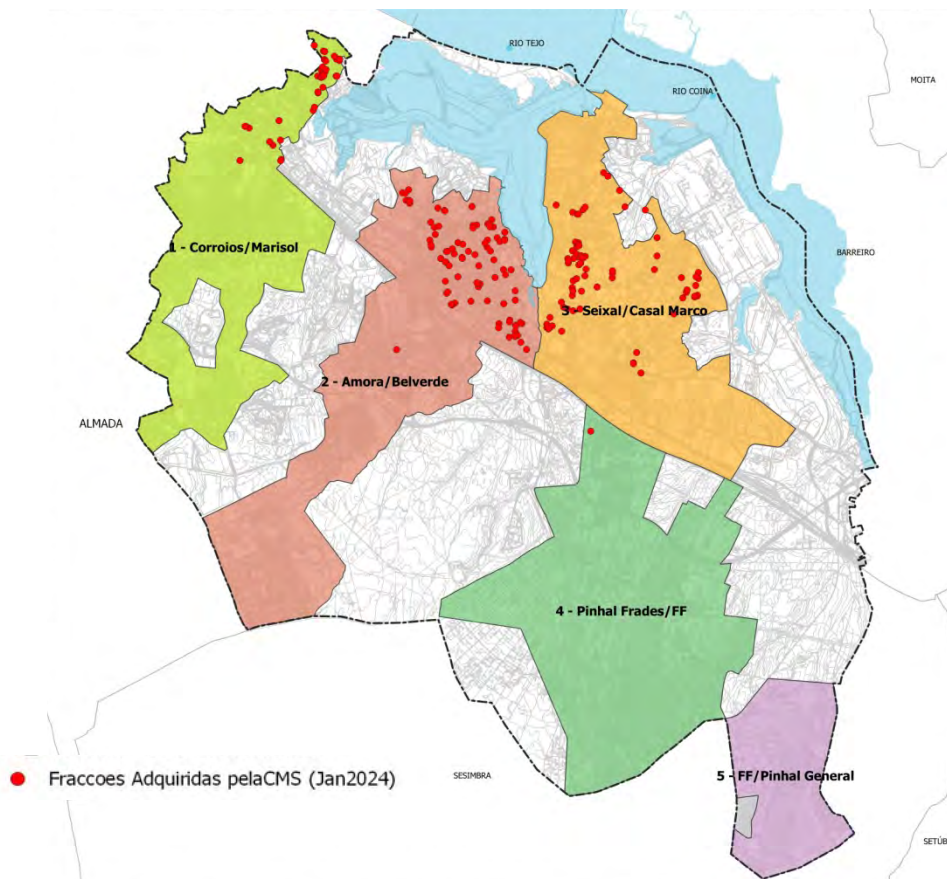 RIO TEJO
RIO COINA
MOITA
1 - Corroios/Marisol
BARREIRO
3 - Seixal/Casal Marco
2 - Amora/Belverde
ALMADA
4 - Pinhal Frades/FF
Fraccoes Adquiridas pelaCMS (Jan2024)
SESIMBRA
5 - FF/Pinhal General
SETÚB